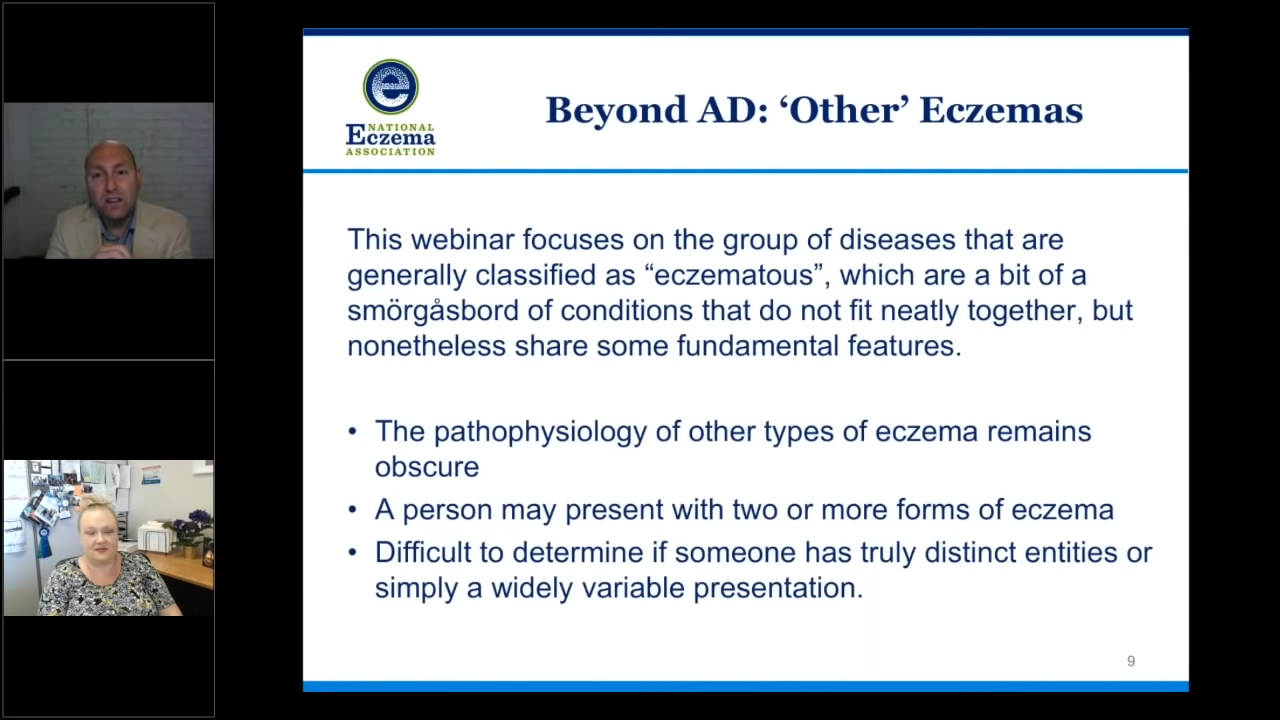 NATIONAL
Eczema
ASSOCIATION
Beyond AD: ‘Other’ Eczemas
This webinar focuses on the group of diseases that are
generally classified as “eczematous”, which are a bit of a
smörgåsbord of conditions that do not fit neatly together, but
nonetheless share some fundamental features.
• The pathophysiology of other types of eczema remains
obscure
• A person may present with two or more forms of eczema
• Difficult to determine if someone has truly distinct entities or
simply a widely variable presentation.
9